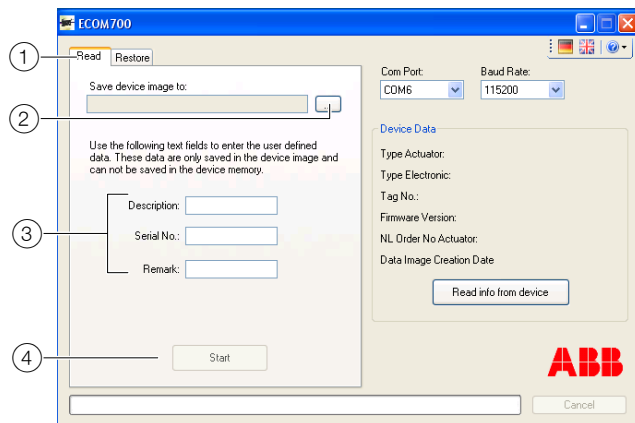 ECOM700
1
Read
Restore
Save device image to:
...
2
Use the following text fields to enter the user defined
data. These data are only saved in the device image and
can not be saved in the device memory.
3
Description:
Serial No.:
Remark:
4
Start
Com Port:
Baud Rate:
COM6
115200
Device Data
Type Actuator:
Type Electronic:
Tag No.:
Firmware Version:
NL Order No Actuator:
Data Image Creation Date
Read info from device
ABB
Cancel